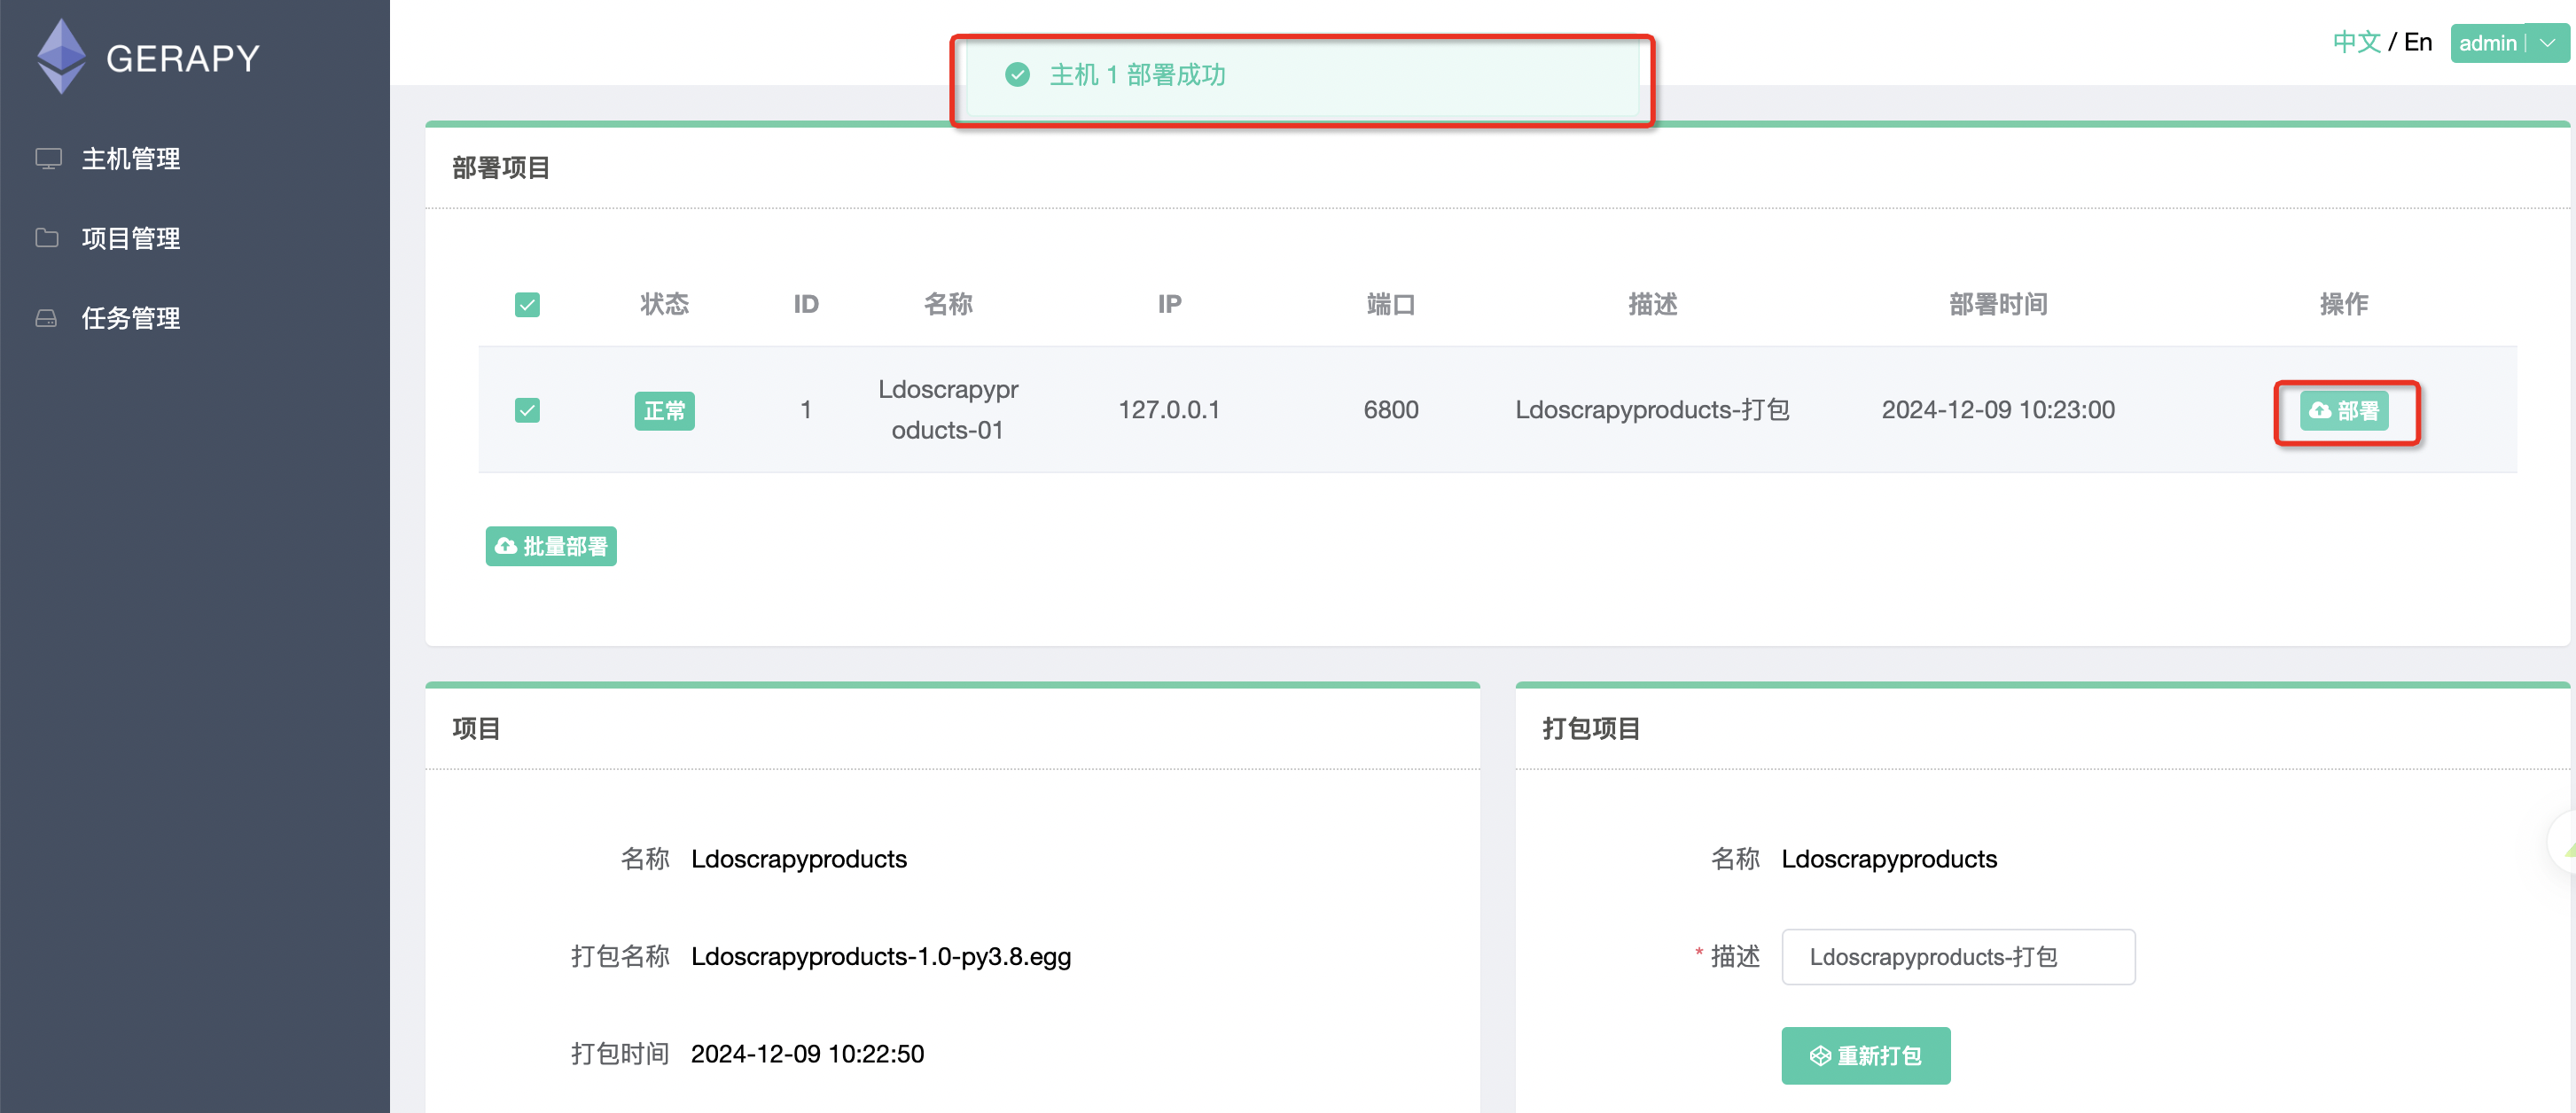 GERAPY
主机管理
项目管理
任务管理
中文 / En
admin
主机 1 部署成功
部署项目
状态 ID 名称 IP 端口 描述 部署时间 操作
正常 1 Ldoscrapypr 127.0.0.1 6800 Ldoscrapyproducts-打包 2024-12-09 10:23:00 部署
oducts-01
批量部署
项目
名称 Ldoscrapyproducts
打包名称 Ldoscrapyproducts-1.0-py3.8.egg
打包时间 2024-12-09 10:22:50
打包项目
名称 Ldoscrapyproducts
* 描述 Ldoscrapyproducts-打包
重新打包